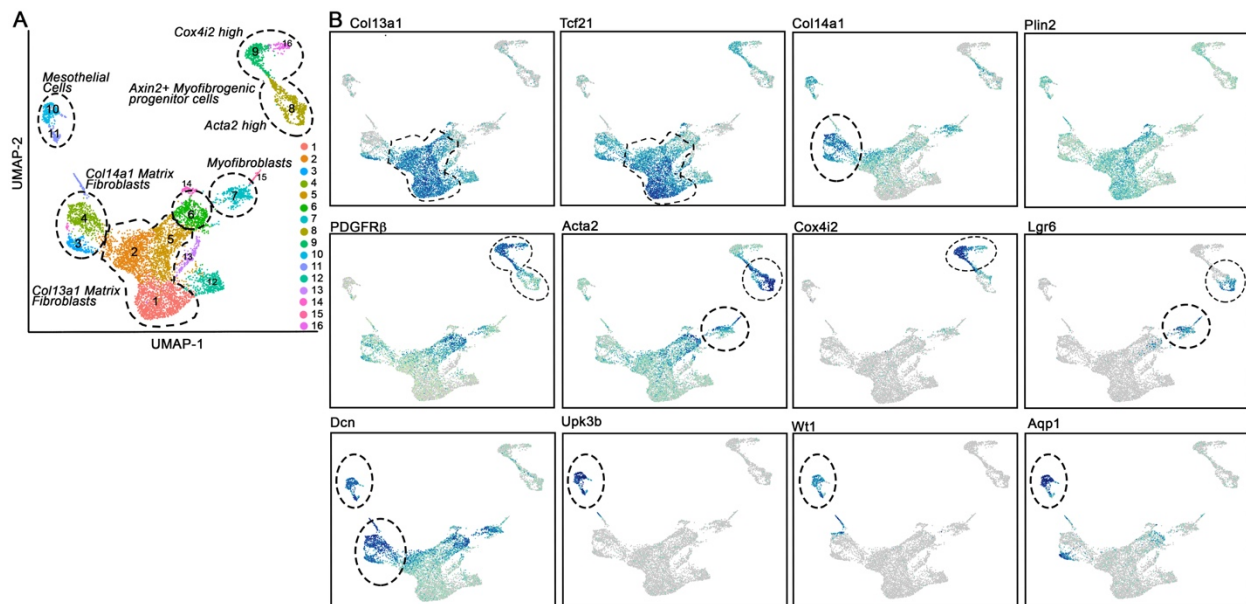 A
UMAP-2
UMAP-1
Cox4i2 high
16
9
Mesothelial
Cells
10
11
Axin2+ Myofibrogenic
progenitor cells
8
Acta2 high
Col14a1 Matrix
Fibroblasts
Myofibroblasts
15
14
7
4
6
3
2
5
13
12
Col13a1 Matrix
Fibroblasts
1
1
2
3
4
5
6
7
8
9
10
11
12
13
14
15
16
B
Col13a1
Tcf21
Col14a1
Plin2
PDGFRβ
Acta2
Cox4i2
Lgr6
Dcn
Upk3b
Wt1
Aqp1